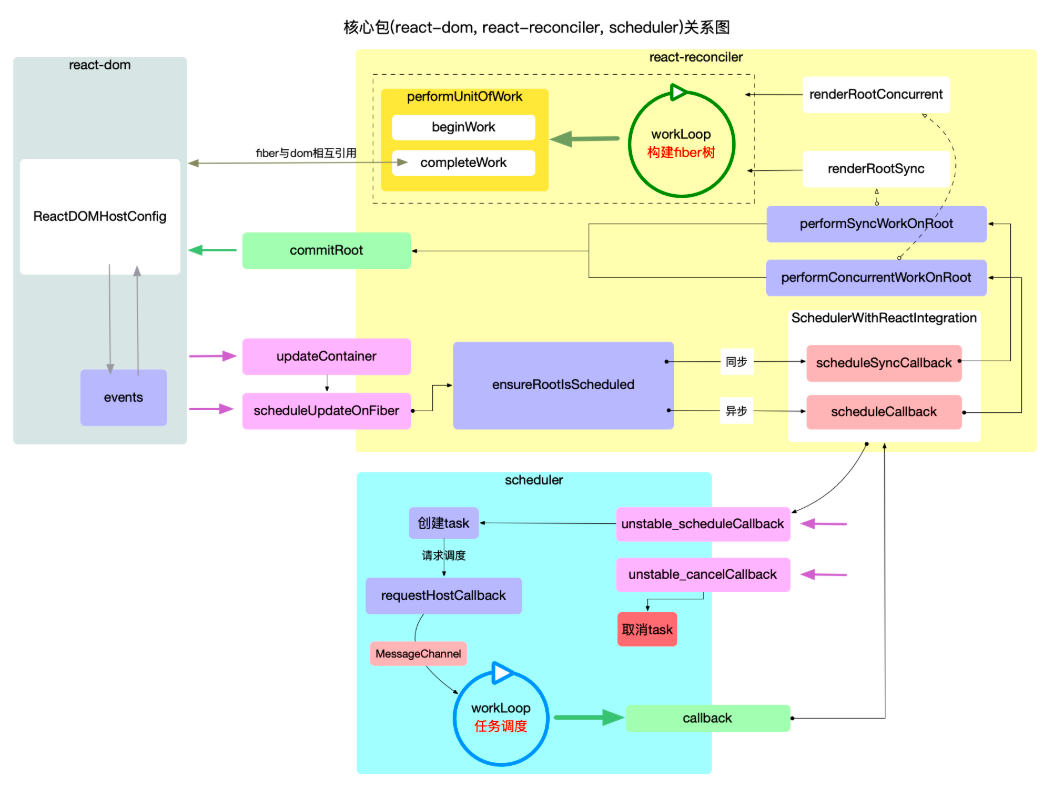 核心包(react-dom, react-reconciler, scheduler)关系图
react-dom
ReactDOMHostConfig
events
fiber与dom相互引用
react-reconciler
performUnitOfWork
beginWork
completeWork
workLoop
构建fiber树
renderRootConcurrent
renderRootSync
performSyncWorkOnRoot
performConcurrentWorkOnRoot
commitRoot
updateContainer
scheduleUpdateOnFiber
ensureRootIsScheduled
同步
异步
SchedulerWithReactIntegration
scheduleSyncCallback
scheduleCallback
scheduler
创建task
请求调度
requestHostCallback
MessageChannel
workLoop
任务调度
unstable_scheduleCallback
unstable_cancelCallback
取消task
callback